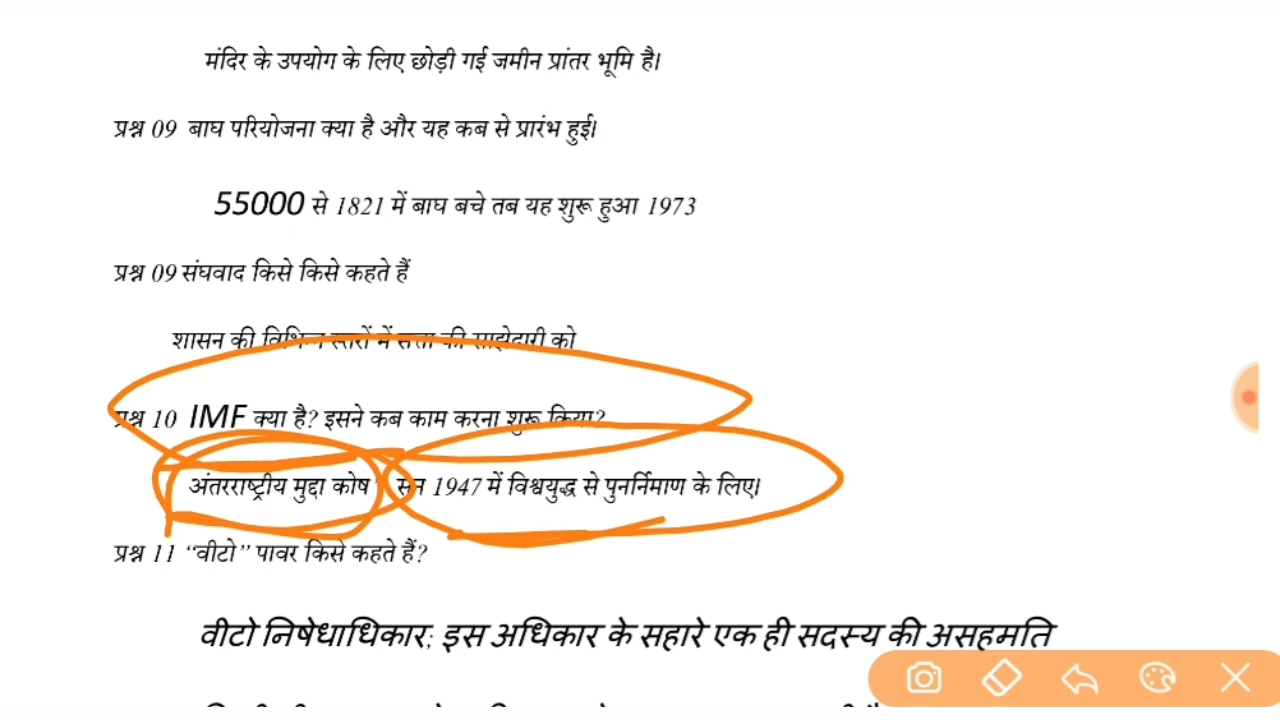 मंदिर के उपयोग के लिए छोड़ी गई जमीन प्रांतर भूमि है।
प्रश्न 09 बाघ परियोजना क्या है और यह कब से प्रारंभ हुई।
55000 से 1821 में बाघ बचे तब यह शुरू हुआ 1973
प्रश्न 09 संघवाद किसे किसे कहते हैं
शासन की विभिन्न स्तरों में सत्ता की साझेदारी को
प्रश्न 10 IMF क्या है? इसने कब काम करना शुरू किया?
अंतरराष्ट्रीय मुद्दा कोष सन 1947 में विश्वयुद्ध से पुनर्निमाण के लिए।
प्रश्न 11 “वीटो” पावर किसे कहते हैं?
वीटो निषेधाधिकार; इस अधिकार के सहारे एक ही सदस्य की असहमति